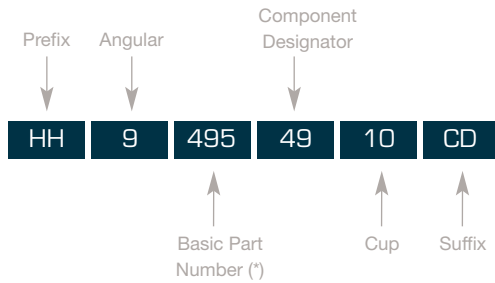 Component
Prefix Angular Designator
HH 9 495 49 10 CD
Basic Part Cup Suffix
Number (*)